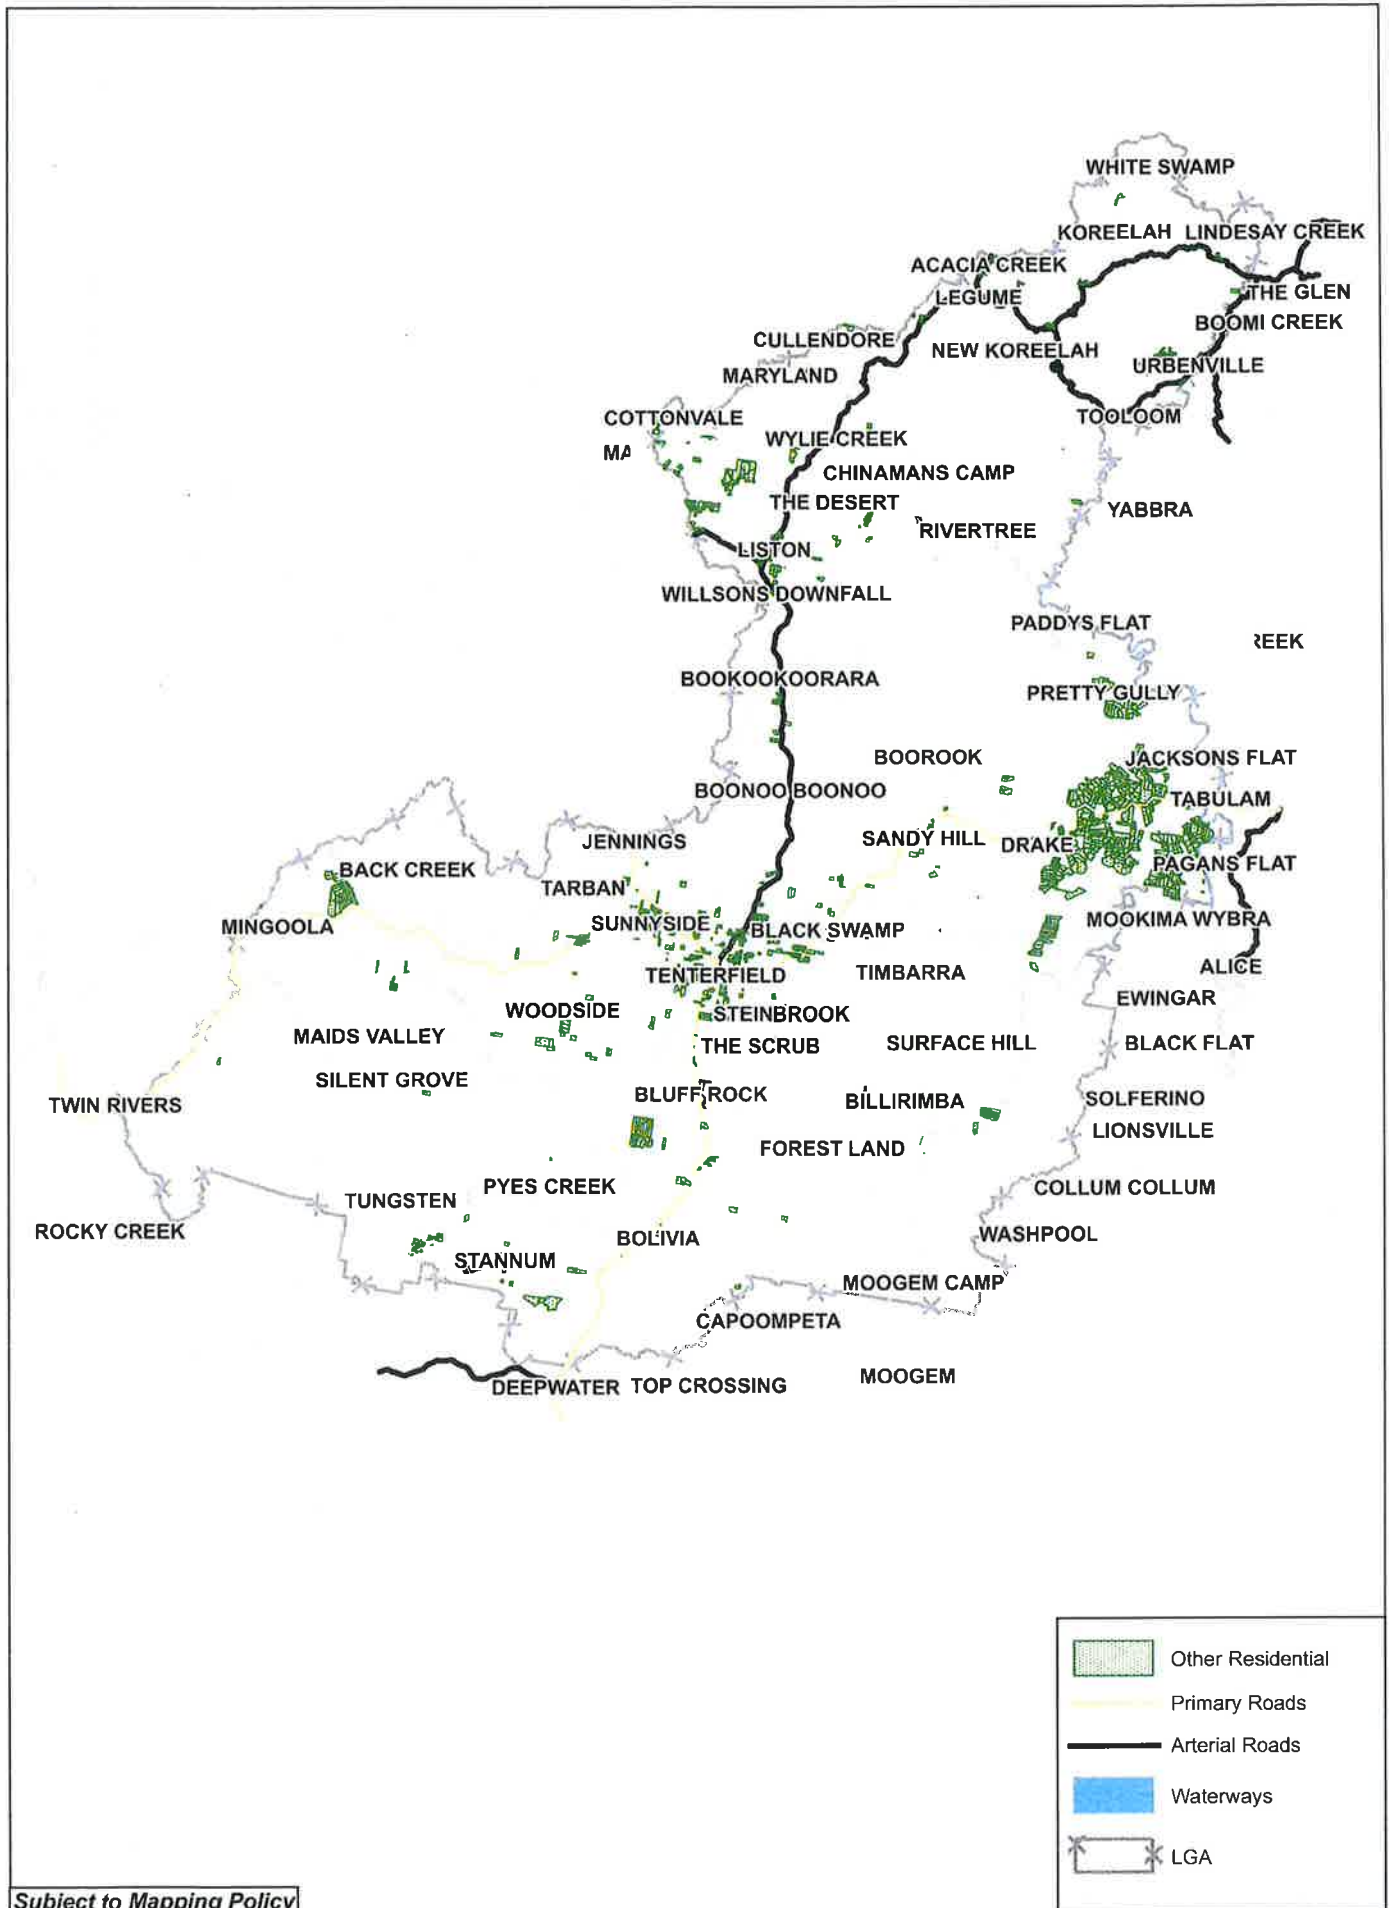 WHITE SWAMP
KOREELAH LINDESAY CREEK
ACACIA CREEK
LEGUME
THE GLEN
BOOMI CREEK
CULLENDORE
NEW KOREELAH
URBENVILLE
MARYLAND
COTTONVALE
TOOLOOM
WYLIE CREEK
MA
CHINAMANS CAMP
THE DESERT
YABBRA
RIVERTREE
LISTON
WILLSONS DOWNFALL
PADDYS FLAT
REEK
BOOKOOKOORARA
PRETTY GULLY
BOOROOK
JACKSONS FLAT
BOONOO BOONOO
TABULAM
JENNINGS
SANDY HILL
DRAKE
PAGANS FLAT
BACK CREEK
TARBAN
MINGOOLA
SUNNYSIDE
BLACK SWAMP
MOOKIMA WYBRA
TENTERFIELD
TIMBARRA
ALICE
EWINGAR
WOODSIDE
STEINBROOK
MAIDS VALLEY
THE SCRUB
SURFACE HILL
BLACK FLAT
SILENT GROVE
BLUFF ROCK
BILLIRIMBA
SOLFERINO
TWIN RIVERS
LIONSVILLE
FOREST LAND
PYES CREEK
COLLUM COLLUM
TUNGSTEN
ROCKY CREEK
BOLIVIA
WASHPOOL
STANNUM
MOOGEM CAMP
CAPOOMPETA
MOOGEM
DEEPWATER
TOP CROSSING
Other Residential
Primary Roads
Arterial Roads
Waterways
LGA
Subject to Mapping Policy